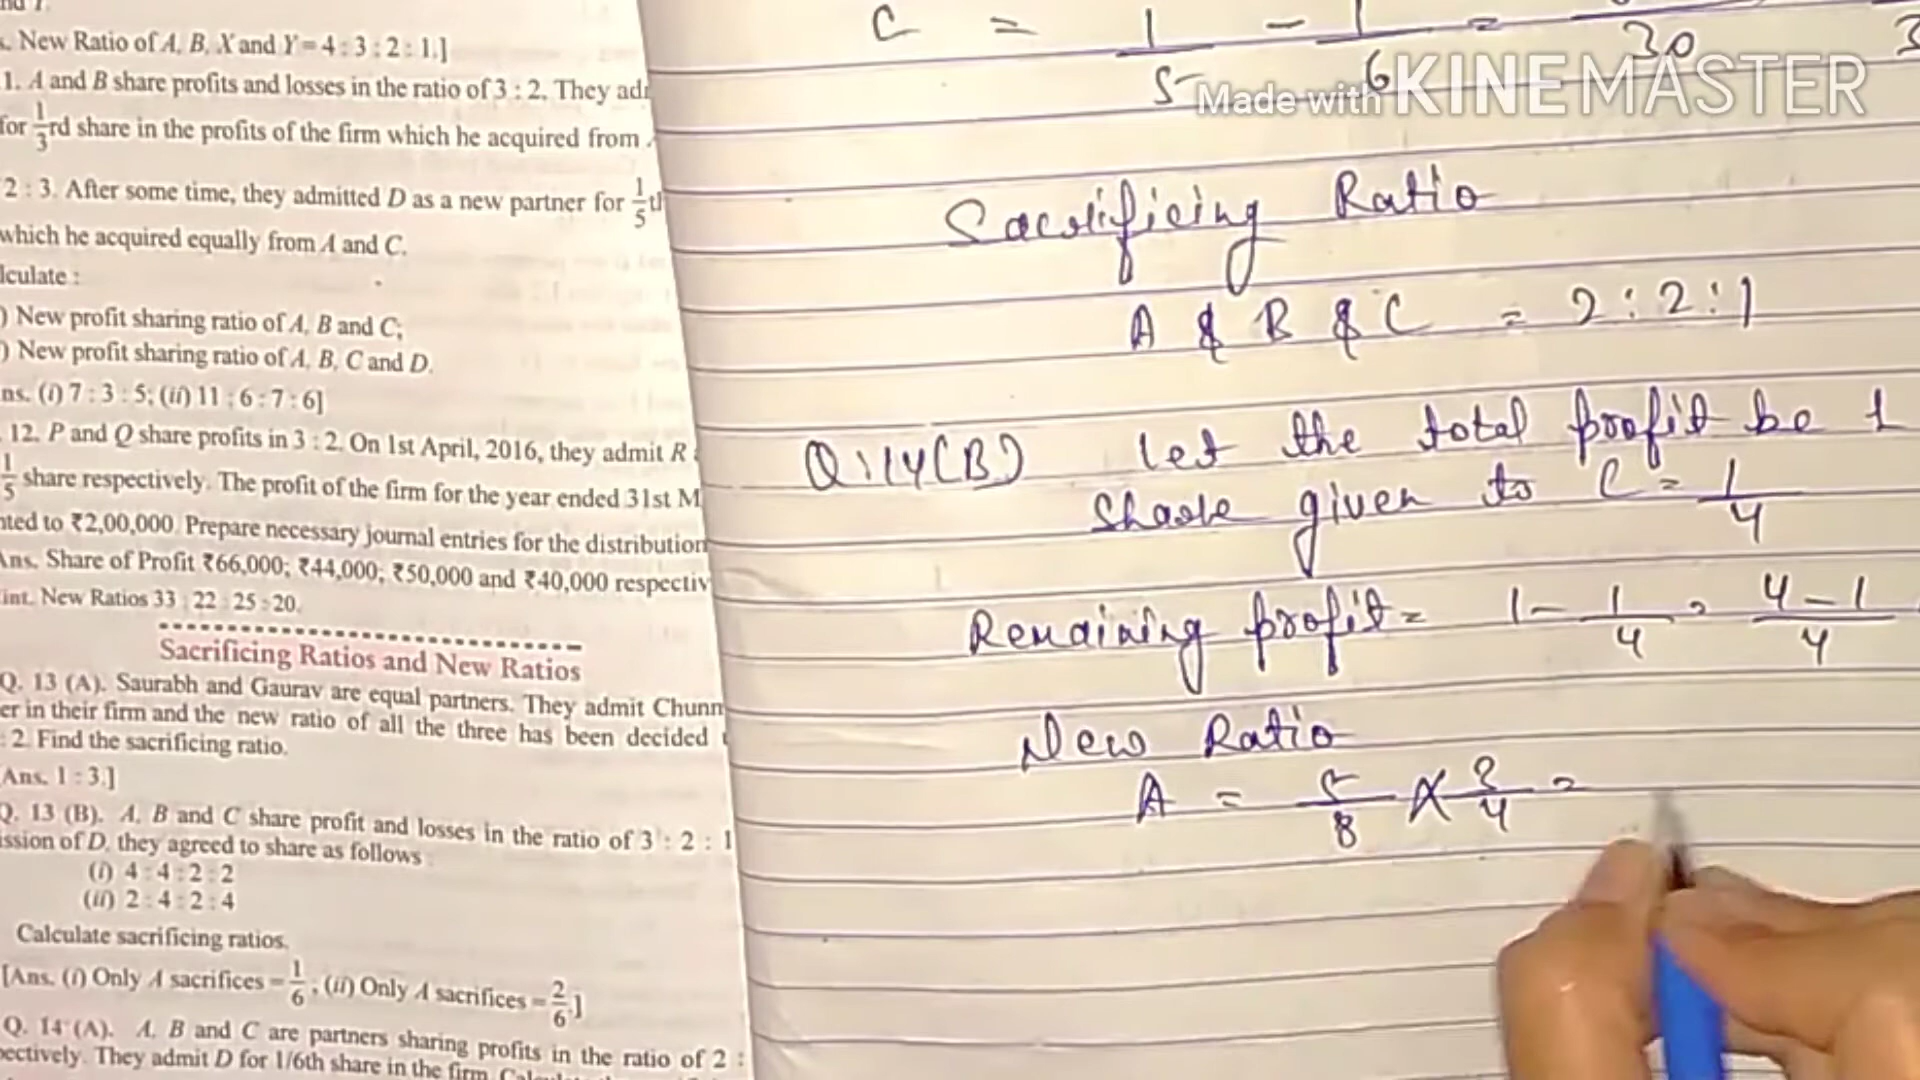 New Ratio of A, B, X and Y = 4 : 3 : 2 : 1.]
1. A and B share profits and losses in the ratio of 3 : 2. They
for 1/3rd share in the profits of the firm which he acquired from
2 : 3. After some time, they admitted D as a new partner for 1/5
which he acquired equally from A and C.
lculate :
) New profit sharing ratio of A, B and C;
) New profit sharing ratio of A, B, C and D.
ns. (i) 7 : 3 : 5; (ii) 11 : 6 : 7 : 6]
12. P and Q share profits in 3 : 2. On 1st April, 2016, they admit R
1/5 share respectively. The profit of the firm for the year ended 31st M
nted to ₹2,00,000. Prepare necessary journal entries for the distribution
Ans. Share of Profit ₹66,000; ₹44,000; ₹50,000 and ₹40,000 respectiv
int. New Ratios 33 : 22 : 25 : 20.
Sacrificing Ratios and New Ratios
Q. 13 (A). Saurabh and Gaurav are equal partners. They admit Chunn
er in their firm and the new ratio of all the three has been decided
: 2. Find the sacrificing ratio.
Ans. 1 : 3.]
Q. 13 (B). A, B and C share profit and losses in the ratio of 3 : 2 : 1
ission of D, they agreed to share as follows
(i) 4 : 4 : 2 : 2
(ii) 2 : 4 : 2 : 4
Calculate sacrificing ratios.
[Ans. (i) Only A sacrifices = 1/6, (ii) Only A sacrifices = 2/6.]
Q. 14 (A). A, B and C are partners sharing profits in the ratio of 2 :
pectively. They admit D for 1/6th share in the firm.
C = 1/5 - 1/6 = 30
Made with KINEMASTER
Sacrificing Ratio
A & B & C = 2 : 2 : 1
Q:14(B) Let the total profit be 1
Share given to C = 1/4
Remaining profit = 1 - 1/4 = 4-1/4
New Ratio
A = 5/8 × 3/4 =